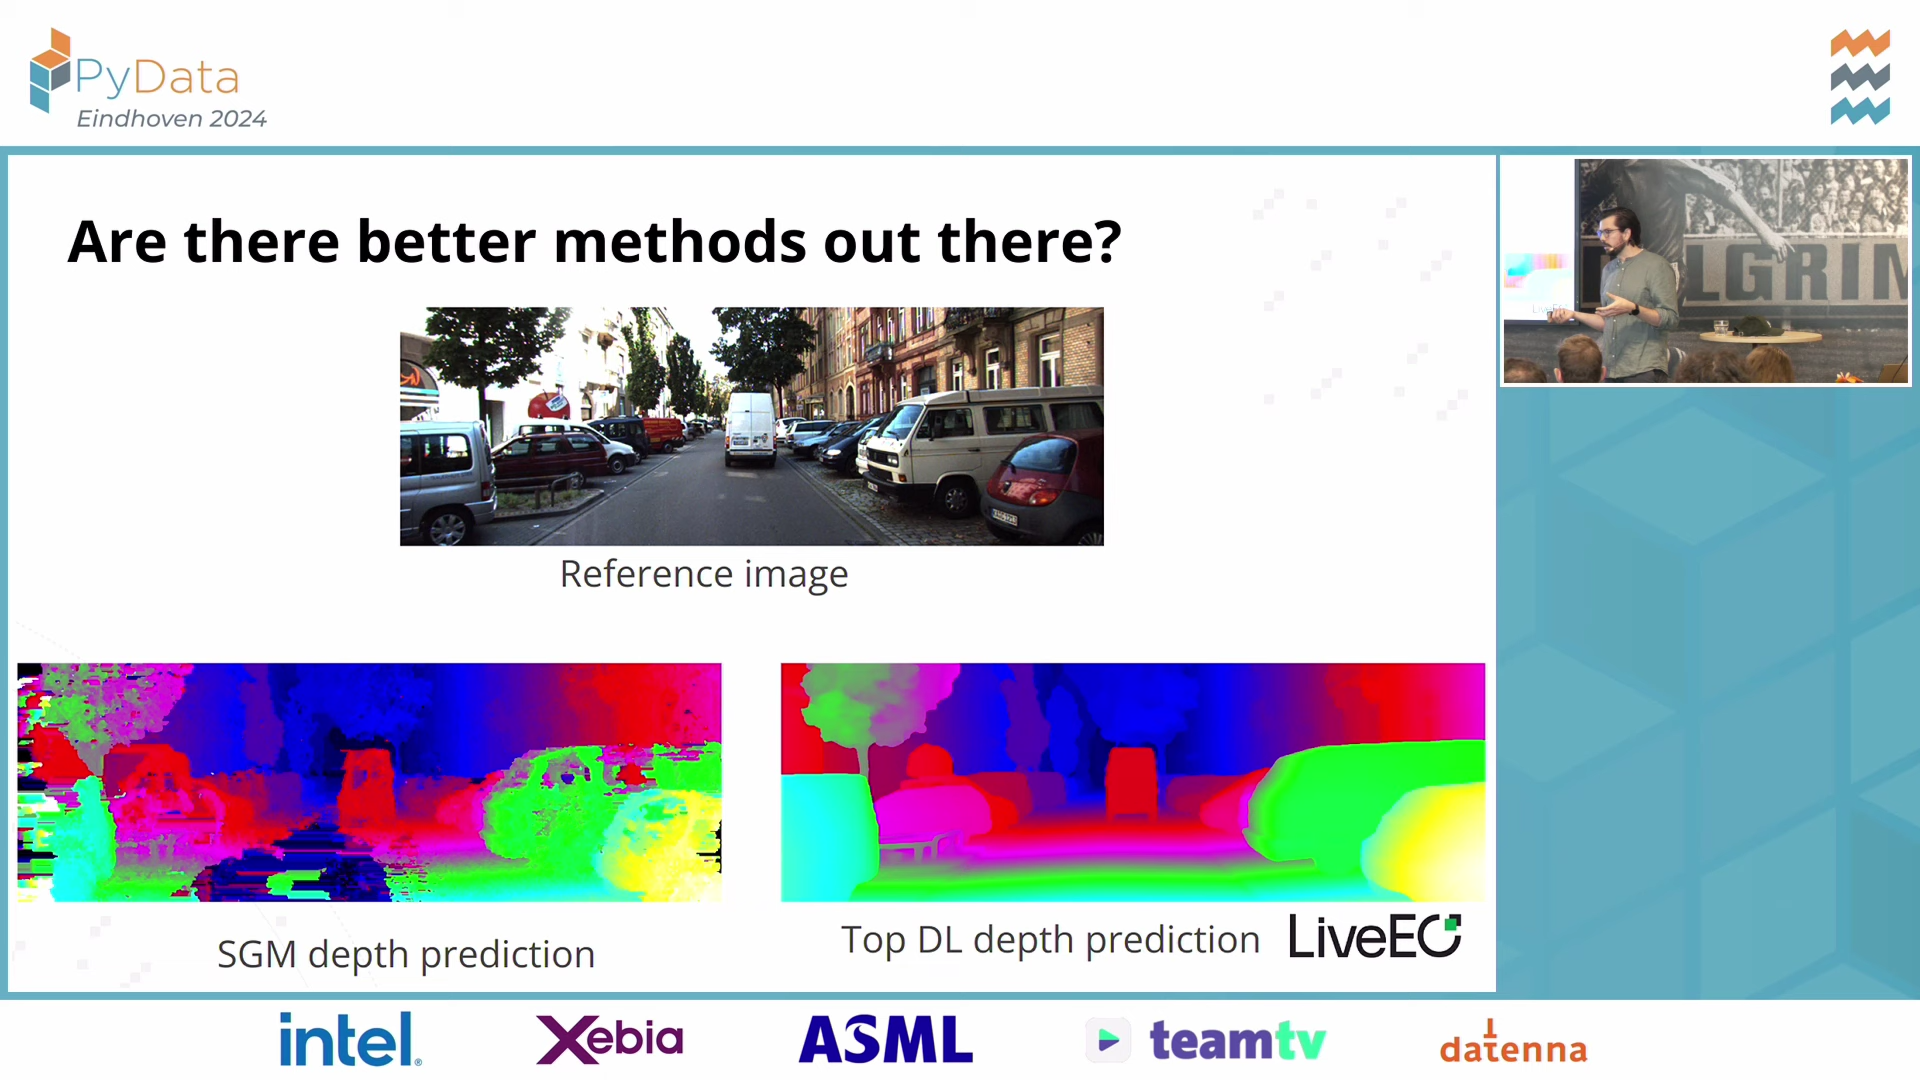 PyData
Eindhoven 2024
Are there better methods out there?
Reference image
SGM depth prediction
Top DL depth prediction
LiveEO
LGRIM
intel
Xebia
ASML
teamtv
datenna